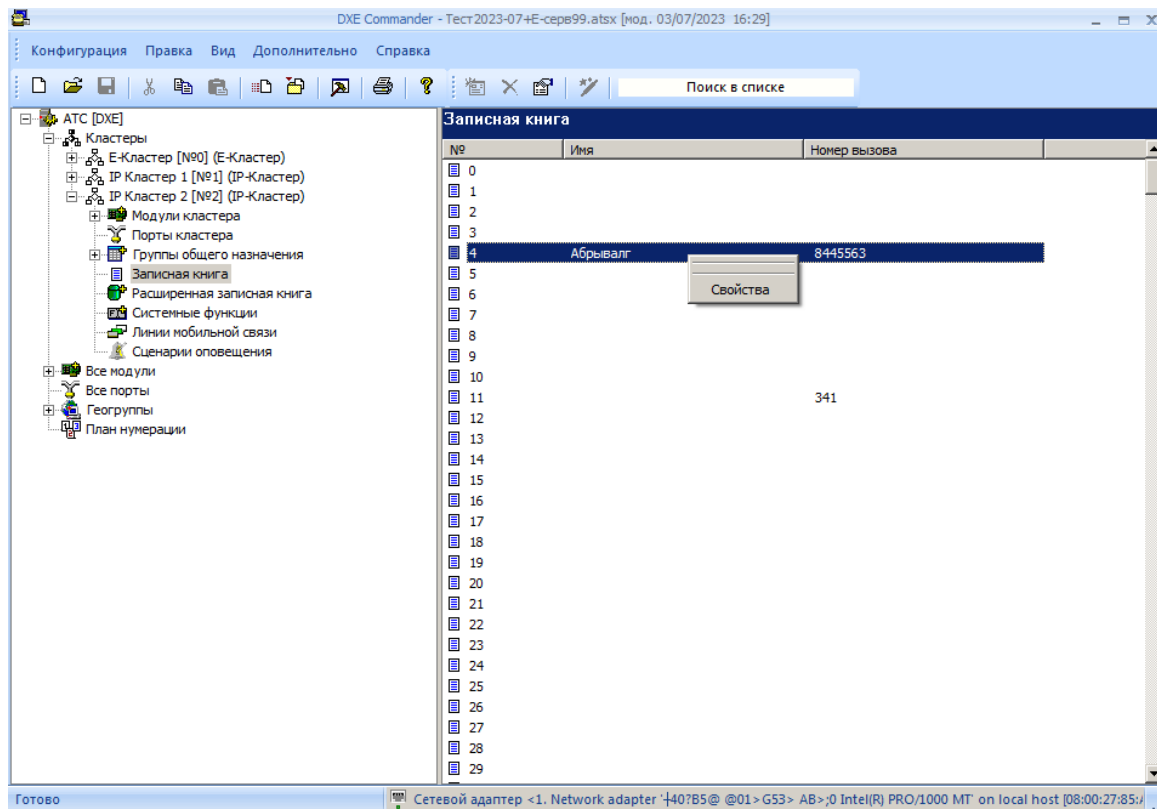 DXE Commander - Тест2023-07+Е-серв99.atsx [мод. 03/07/2023 16:29]
Конфигурация Правка Вид Дополнительно Справка
Поиск в списке
АТС [DXE]
Кластеры
Е-Кластер [№0] (Е-Кластер)
IP Кластер 1 [№1] (IP-Кластер)
IP Кластер 2 [№2] (IP-Кластер)
Модули кластера
Порты кластера
Группы общего назначения
Записная книга
Расширенная записная книга
Системные функции
Линии мобильной связи
Сценарии оповещения
Все модули
Все порты
Геогруппы
План нумерации
Записная книга
№ Имя Номер вызова
0
1
2
3
4 Абрывалг 8445563
5
Свойства
6
7
8
9
10
11 341
12
13
14
15
16
17
18
19
20
21
22
23
24
25
26
27
28
29
Готово
Сетевой адаптер <1. Network adapter '┤40?B5@ @01>G53> AB>;0 Intel(R) PRO/1000 MT' on local host [08:00:27:85: